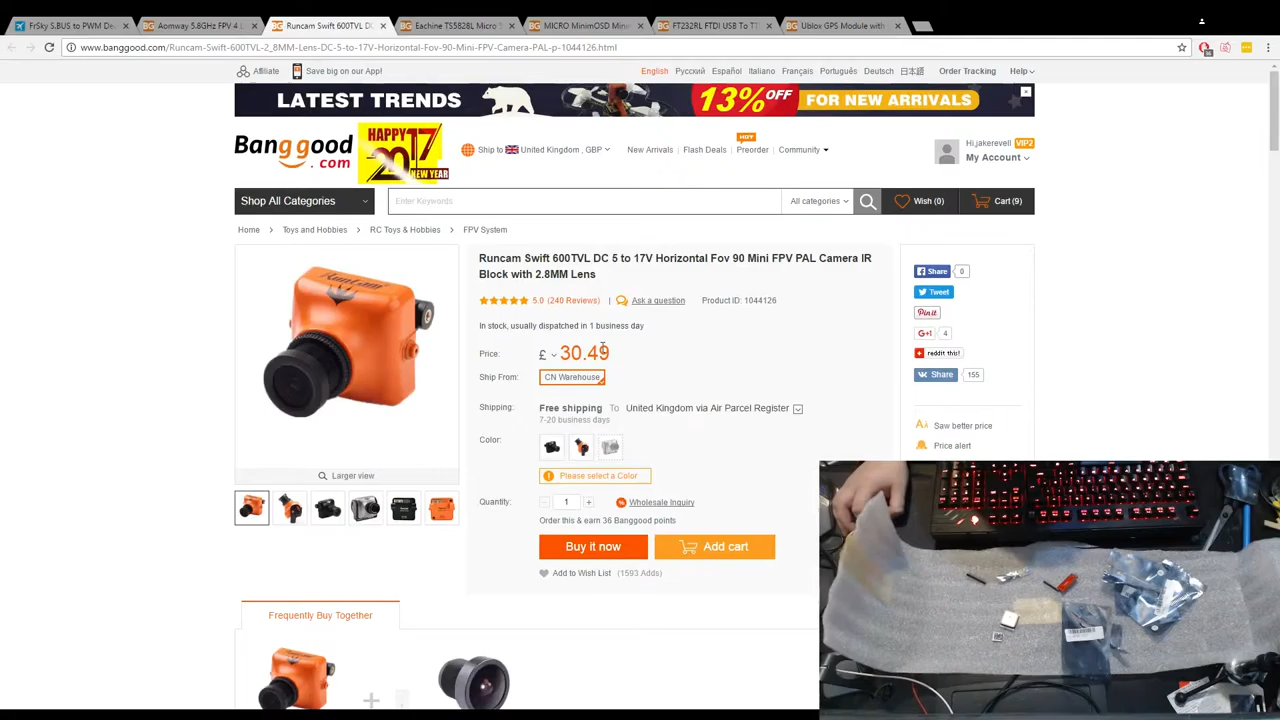 FrSky S.BUS to PWM De
Aomway 5.8GHz FPV 4
Runcam Swift 600TVL DC
Eachine TS5828L Micro 5
MICRO MinimOSD Mine
FT232RL FTDI USB To TT
Ublox GPS Module with
www.banggood.com/Runcam-Swift-600TVL-2_8MM-Lens-DC-5-to-17V-Horizontal-Fov-90-Mini-FPV-Camera-PAL-p-1044126.html
Affiliate Save big on our App! English Русский Español Italiano Français Português Deutsch 日本語 Order Tracking Help
LATEST TRENDS 13% OFF FOR NEW ARRIVALS
Banggood.com
HAPPY 2017 NEW YEAR
Ship to United Kingdom , GBP New Arrivals Flash Deals HOT Preorder Community
Hi,jakerevell VIP2
My Account
Shop All Categories Enter Keywords All categories Wish (0) Cart (9)
Home > Toys and Hobbies > RC Toys & Hobbies > FPV System
RunCam
Runcam Swift 600TVL DC 5 to 17V Horizontal Fov 90 Mini FPV PAL Camera IR
Block with 2.8MM Lens
5.0 (240 Reviews) | Ask a question Product ID: 1044126
In stock, usually dispatched in 1 business day
Price: £ 30.49
Ship From: CN Warehouse
Shipping: Free shipping To United Kingdom via Air Parcel Register
7-20 business days
Color:
Please select a Color
Quantity: - 1 + Wholesale Inquiry
Order this & earn 36 Banggood points
Buy it now Add cart
Add to Wish List (1593 Adds)
Larger view
Share 0
Tweet
Pin it
G+1 4
reddit this!
Share 155
Saw better price
Price alert
Frequently Buy Together